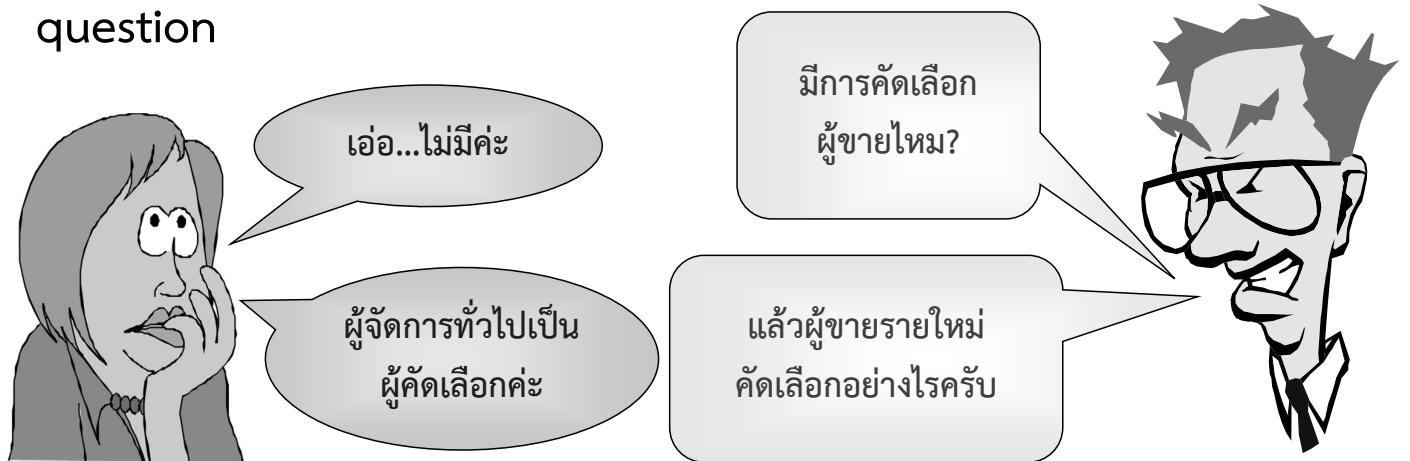 question
มีการคัดเลือก
ผู้ขายไหม?
เอ่อ...ไม่มีค่ะ
แล้วผู้ขายรายใหม่
คัดเลือกอย่างไรครับ
ผู้จัดการทั่วไปเป็น
ผู้คัดเลือกค่ะ